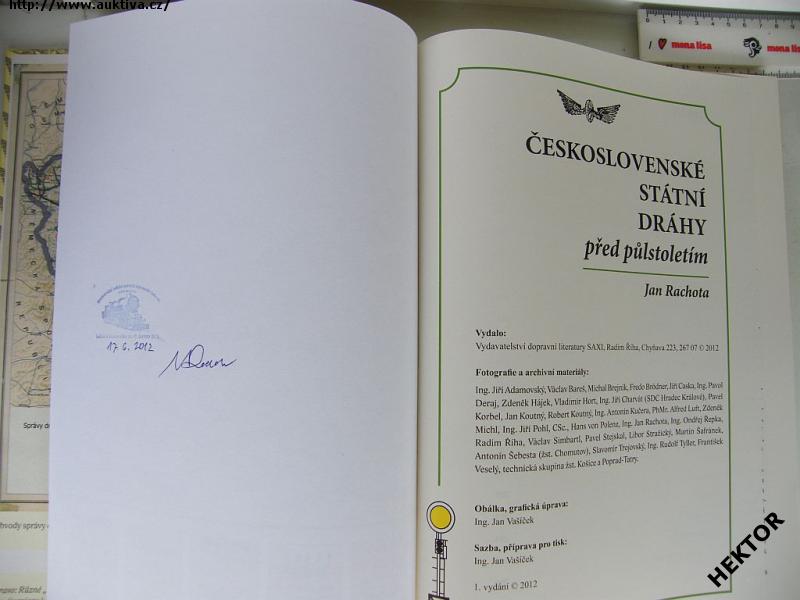 http://www.auktiva.cz/
mona lisa
mona lisa
ČESKOSLOVENSKÉ
STÁTNÍ
DRÁHY
před půlstoletím
Jan Rachota
Vydalo:
Vydavatelství dopravní literatury SAXI, Radim Říha, Chyňava 223, 267 07 © 2012
Fotografie a archivní materiály:
Ing. Jiří Adamovský, Václav Bareš, Michal Brejník, Fredo Brödner, Jiří Caska, Ing. Pavel
Deraj, Zdeněk Hájek, Vladimír Hort, Ing. Jiří Charvát (SDC Hradec Králové), Pavel
Korbel, Jan Koutný, Robert Koutný, Ing. Antonín Kučera, PhMr. Alfred Luft, Zdeněk
Michl, Ing. Jiří Pohl, CSc., Hans von Polenz, Ing. Jan Rachota, Ing. Ondřej Řepka,
Radim Říha, Václav Simbartl, Pavel Stejskal, Libor Stražický, Martin Šafránek,
Antonín Šebesta (žst. Chomutov), Slavomír Trejovský, Ing. Rudolf Tyller, František
Veselý, technická skupina žst. Košice a Poprad-Tatry.
Obálka, grafická úprava:
Ing. Jan Vašíček
Sazba, příprava pro tisk:
Ing. Jan Vašíček
1. vydání © 2012
17.6.2012
Správy
obvody správy
Různé
HEKTOR